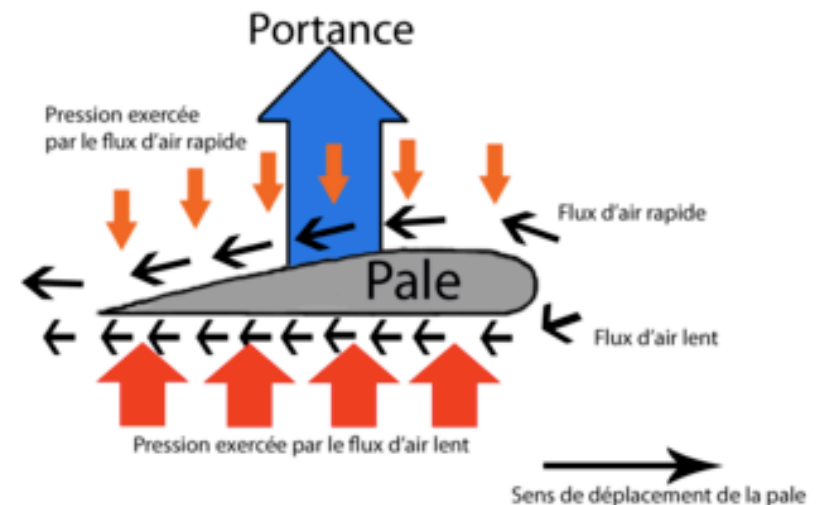 Portance
Pression exercée
par le flux d'air rapide
Flux d'air rapide
Pale
Flux d'air lent
Pression exercée par le flux d'air lent
Sens de déplacement de la pale